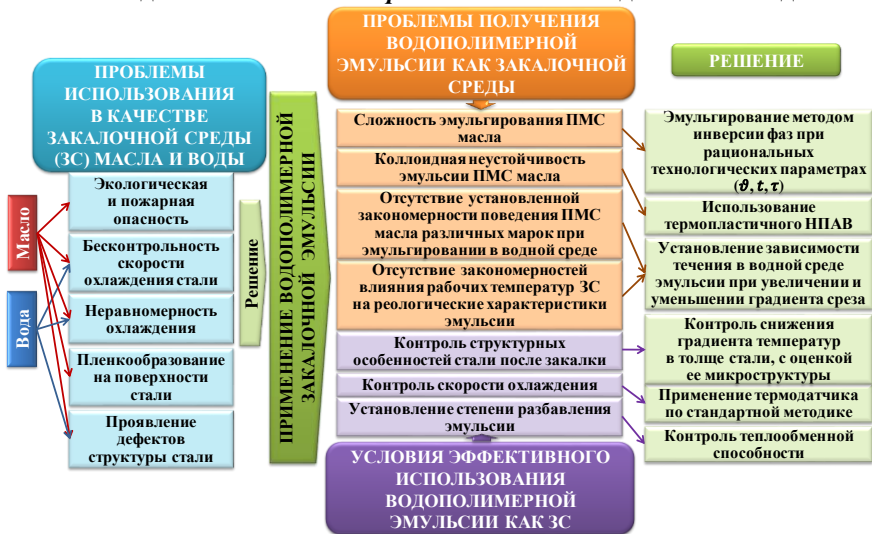 ПРОБЛЕМЫ
ИСПОЛЬЗОВАНИЯ
В КАЧЕСТВЕ
ЗАКАЛОЧНОЙ СРЕДЫ
(ЗС) МАСЛА И ВОДЫ
Масло
Вода
Экологическая
и пожарная
опасность
Бесконтрольность
скорости
охлаждения стали
Неравномерность
охлаждения
Пленкообразование
на поверхности
стали
Проявление
дефектов
структуры стали
Решение
ПРИМЕНЕНИЕ ВОДОПОЛИМЕРНОЙ
ЗАКАЛОЧНОЙ ЭМУЛЬСИИ
ПРОБЛЕМЫ ПОЛУЧЕНИЯ
ВОДОПОЛИМЕРНОЙ
ЭМУЛЬСИИ КАК ЗАКАЛОЧНОЙ
СРЕДЫ
Сложность эмульгирования ПМС
масла
Коллоидная неустойчивость
эмульсии ПМС масла
Отсутствие установленной
закономерности поведения ПМС
масла различных марок при
эмульгировании в водной среде
Отсутствие закономерностей
влияния рабочих температур ЗС
на реологические характеристики
эмульсии
Контроль структурных
особенностей стали после закалки
Контроль скорости охлаждения
Установление степени разбавления
эмульсии
УСЛОВИЯ ЭФФЕКТИВНОГО
ИСПОЛЬЗОВАНИЯ
ВОДОПОЛИМЕРНОЙ
ЭМУЛЬСИИ КАК ЗС
РЕШЕНИЕ
Эмульгирование методом
инверсии фаз при
рациональных
технологических параметрах
(ϑ, t, τ)
Использование
термопластичного НПАВ
Установление зависимости
течения в водной среде
эмульсии при увеличении и
уменьшении градиента среза
Контроль снижения
градиента температур
в толще стали, с оценкой
ее микроструктуры
Применение термодатчика
по стандартной методике
Контроль теплообменной
способности